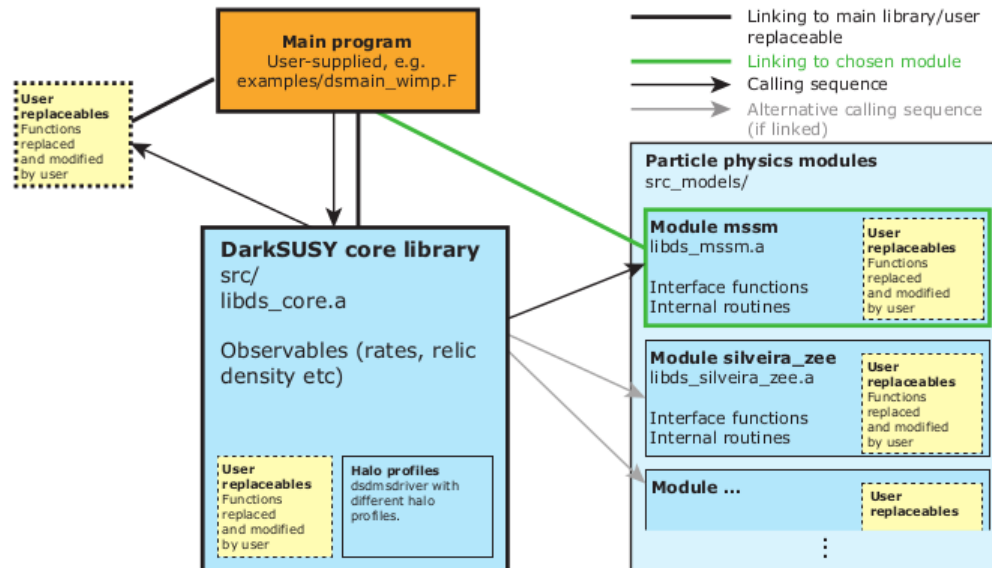 Main program
User-supplied, e.g.
examples/dsmain_wimp.F
Linking to main library/user
replaceable
Linking to chosen module
Calling sequence
Alternative calling sequence
(if linked)
User
replaceables
Functions
replaced
and modified
by user
DarkSUSY core library
src/
libds_core.a
Observables (rates, relic
density etc)
User
replaceables
Functions
replaced
and modified
by user
Halo profiles
dsdmsdriver with
different halo
profiles.
Particle physics modules
src_models/
Module mssm
libds_mssm.a
Interface functions
Internal routines
User
replaceables
Functions
replaced
and modified
by user
Module silveira_zee
libds_silveira_zee.a
Interface functions
Internal routines
User
replaceables
Functions
replaced
and modified
by user
Module ...
User
replaceables
⋮